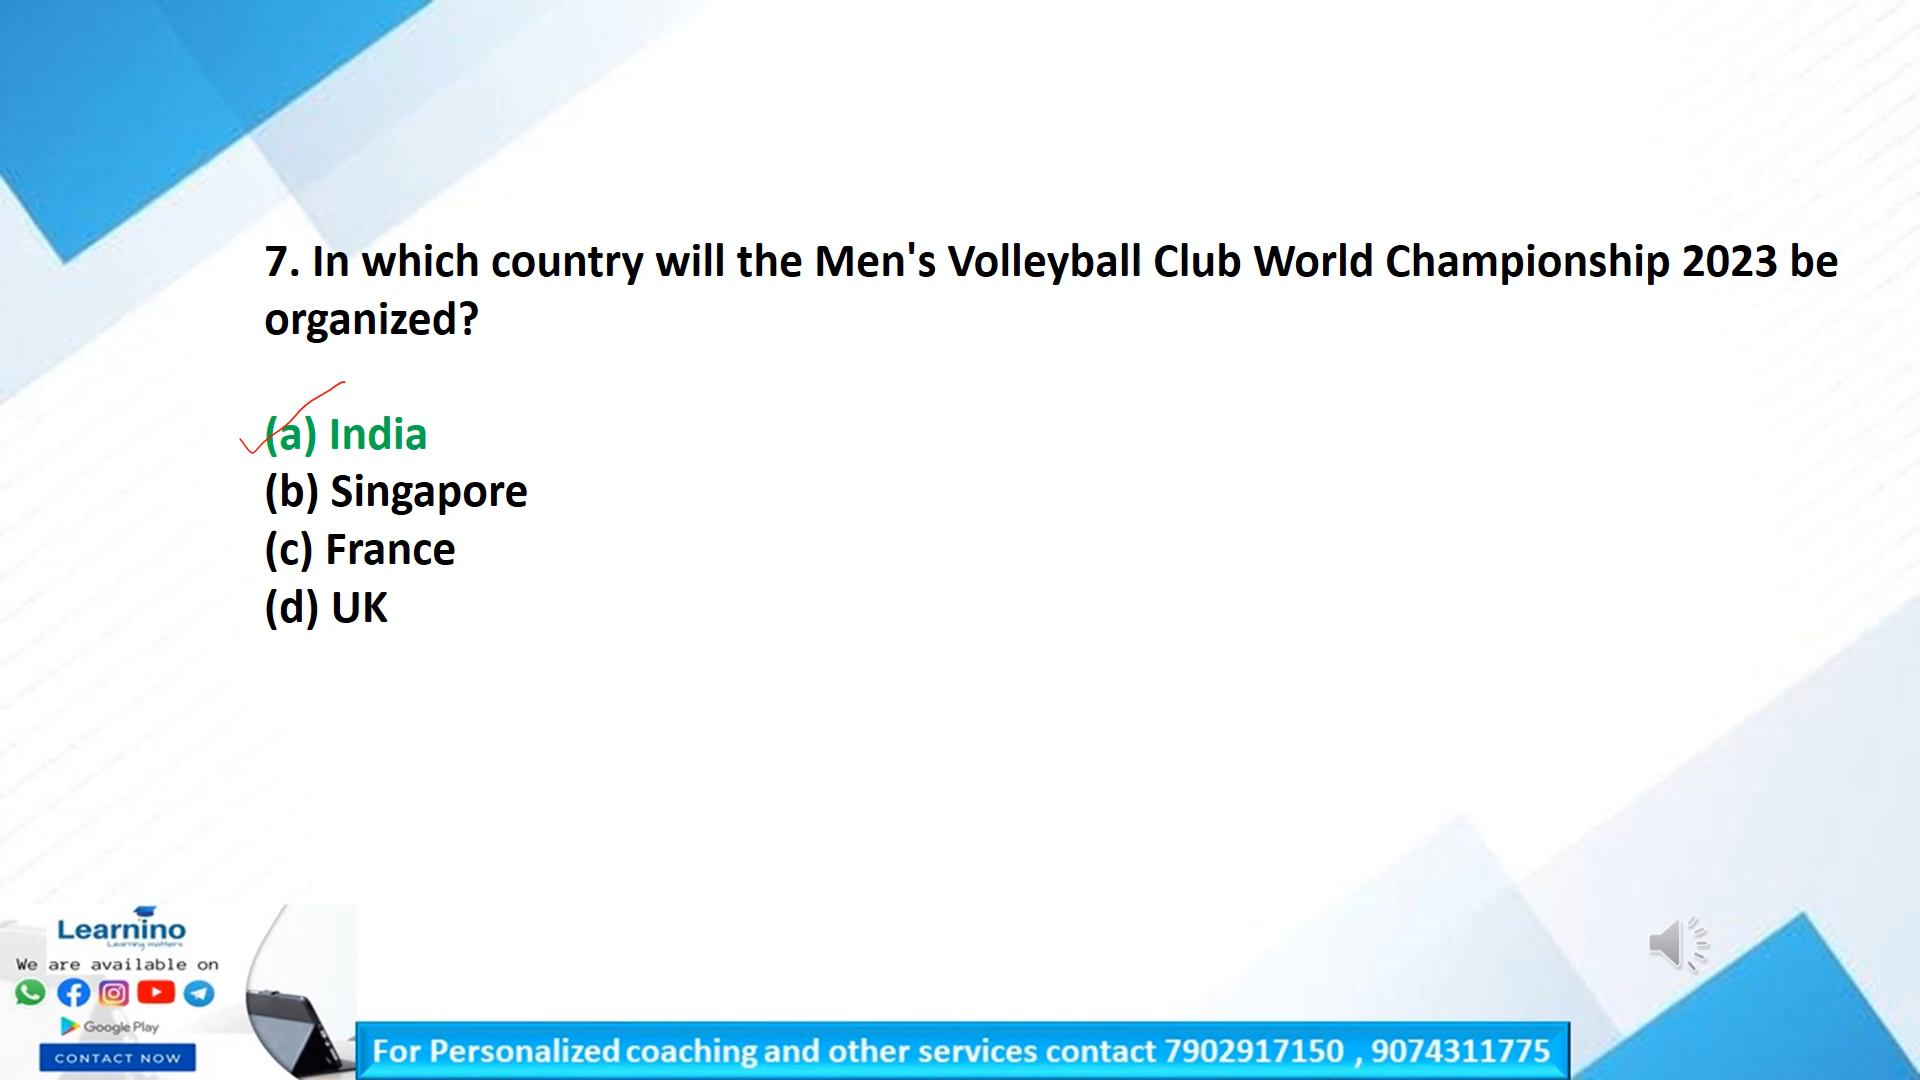 7. In which country will the Men's Volleyball Club World Championship 2023 be
organized?
(a) India
(b) Singapore
(c) France
(d) UK
Learnino
Learning matters
We are available on
Google Play
CONTACT NOW
For Personalized coaching and other services contact 7902917150 , 9074311775